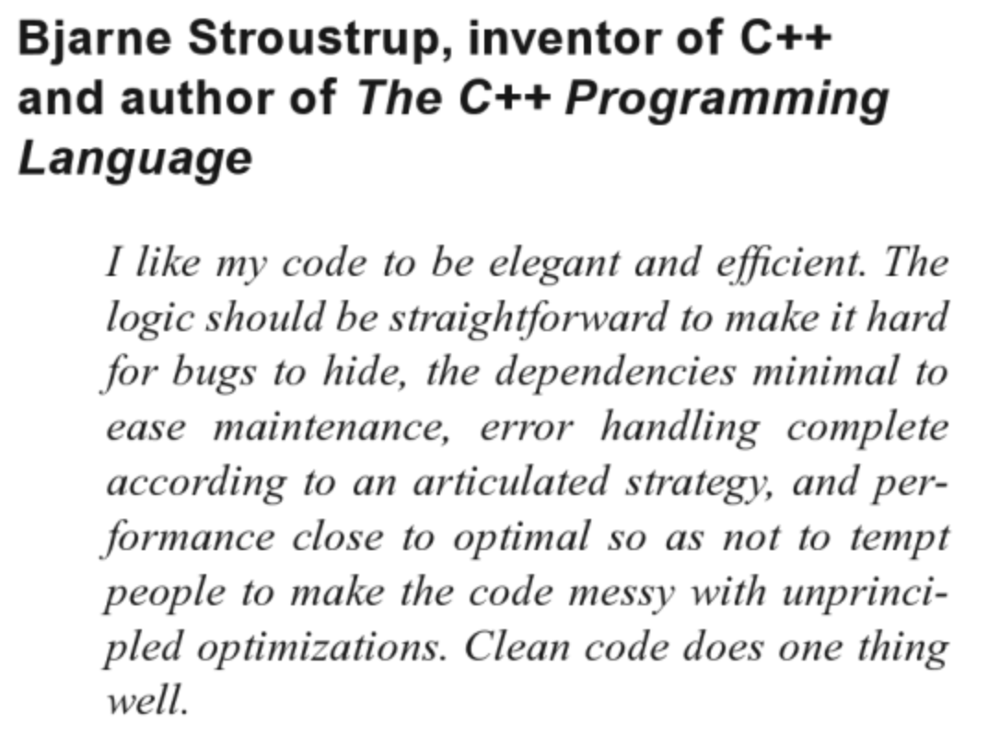 Bjarne Stroustrup, inventor of C++
and author of The C++ Programming
Language
I like my code to be elegant and efficient. The
logic should be straightforward to make it hard
for bugs to hide, the dependencies minimal to
ease maintenance, error handling complete
according to an articulated strategy, and per-
formance close to optimal so as not to tempt
people to make the code messy with unprinci-
pled optimizations. Clean code does one thing
well.